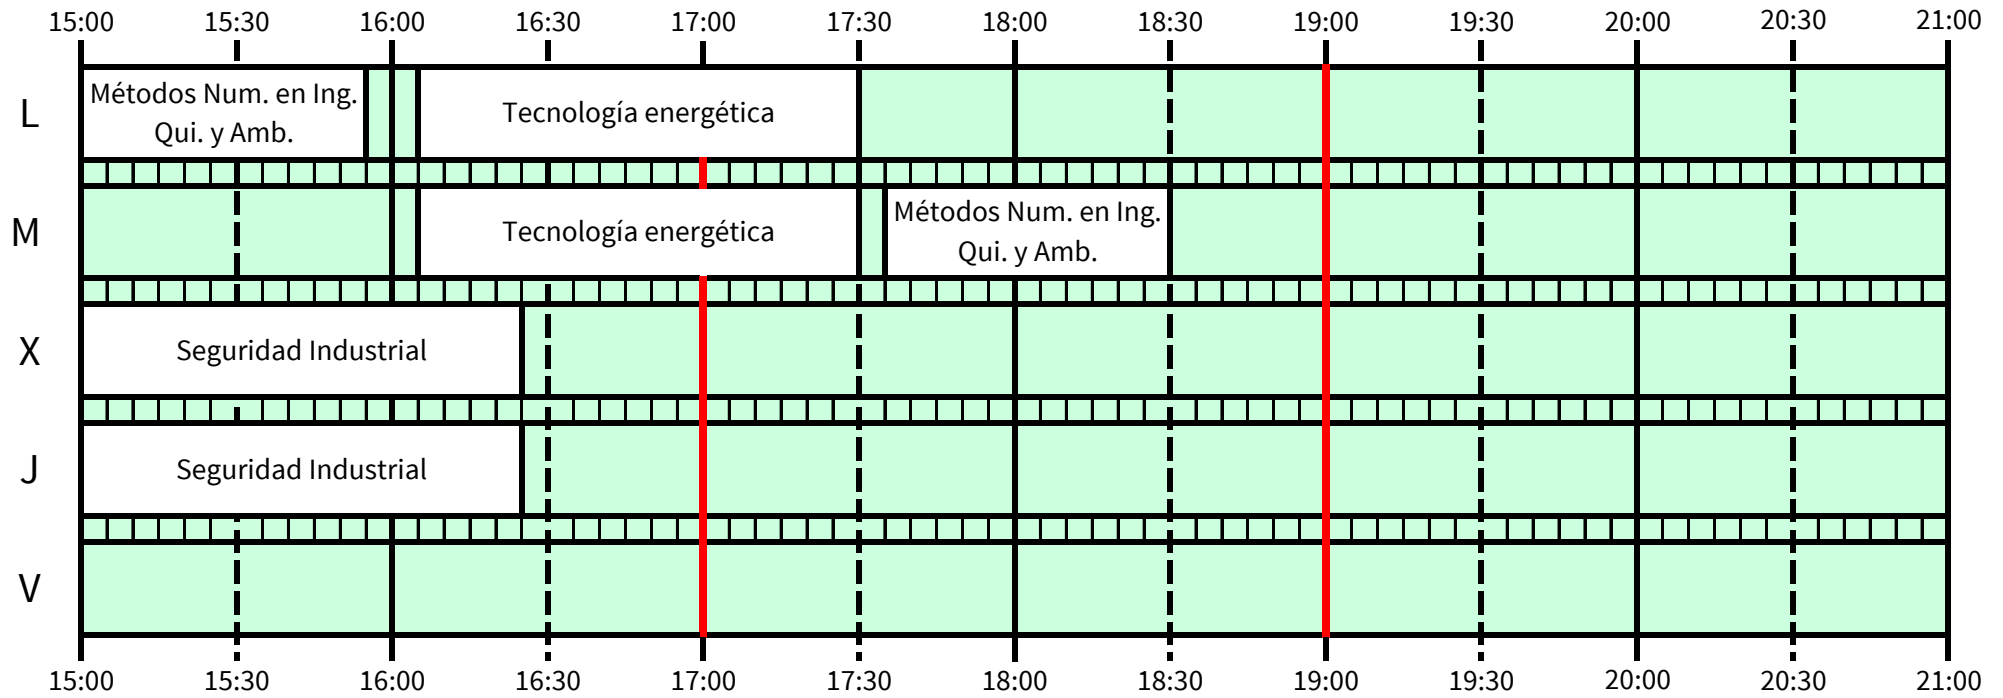 15:00 15:30 16:00 16:30 17:00 17:30 18:00 18:30 19:00 19:30 20:00 20:30 21:00
L
Métodos Num. en Ing.
Qui. y Amb.
Tecnología energética
M
Tecnología energética
Métodos Num. en Ing.
Qui. y Amb.
X
Seguridad Industrial
J
Seguridad Industrial
V
15:00 15:30 16:00 16:30 17:00 17:30 18:00 18:30 19:00 19:30 20:00 20:30 21:00